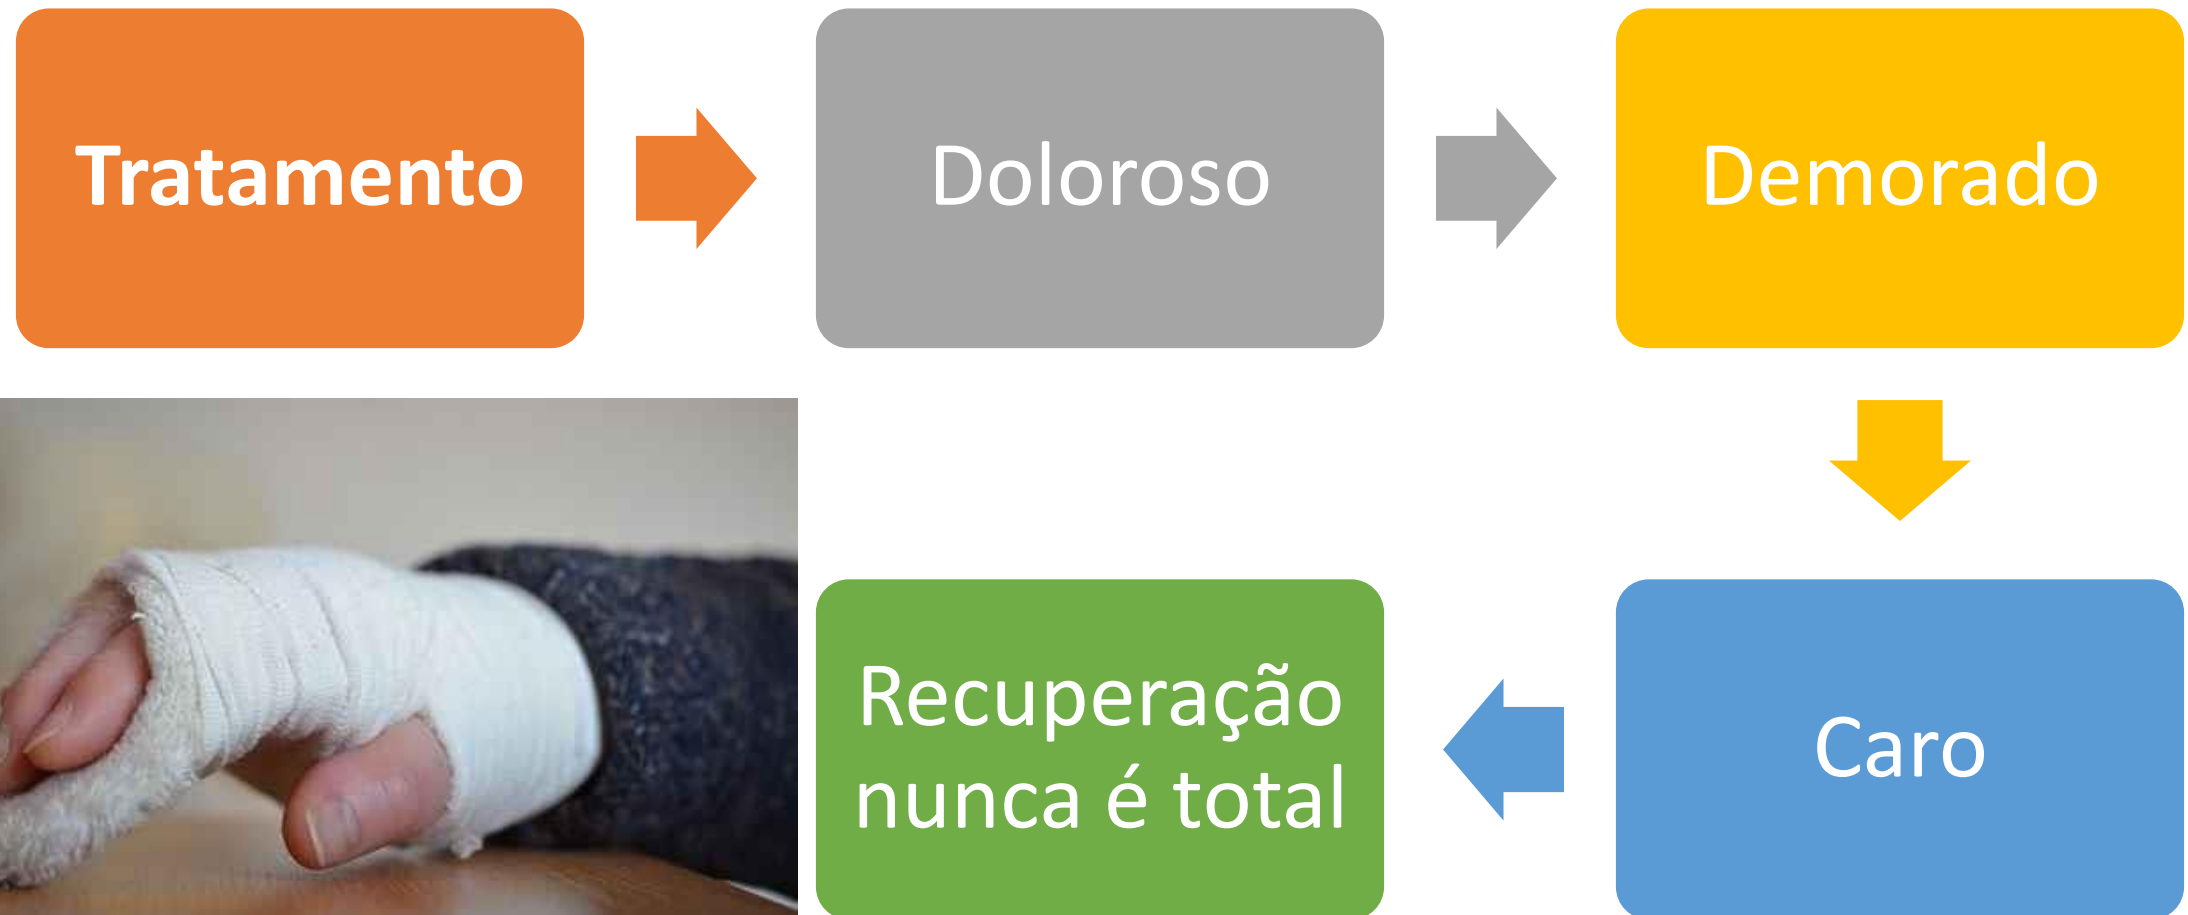 Tratamento
Doloroso
Demorado
Caro
Recuperação
nunca é total